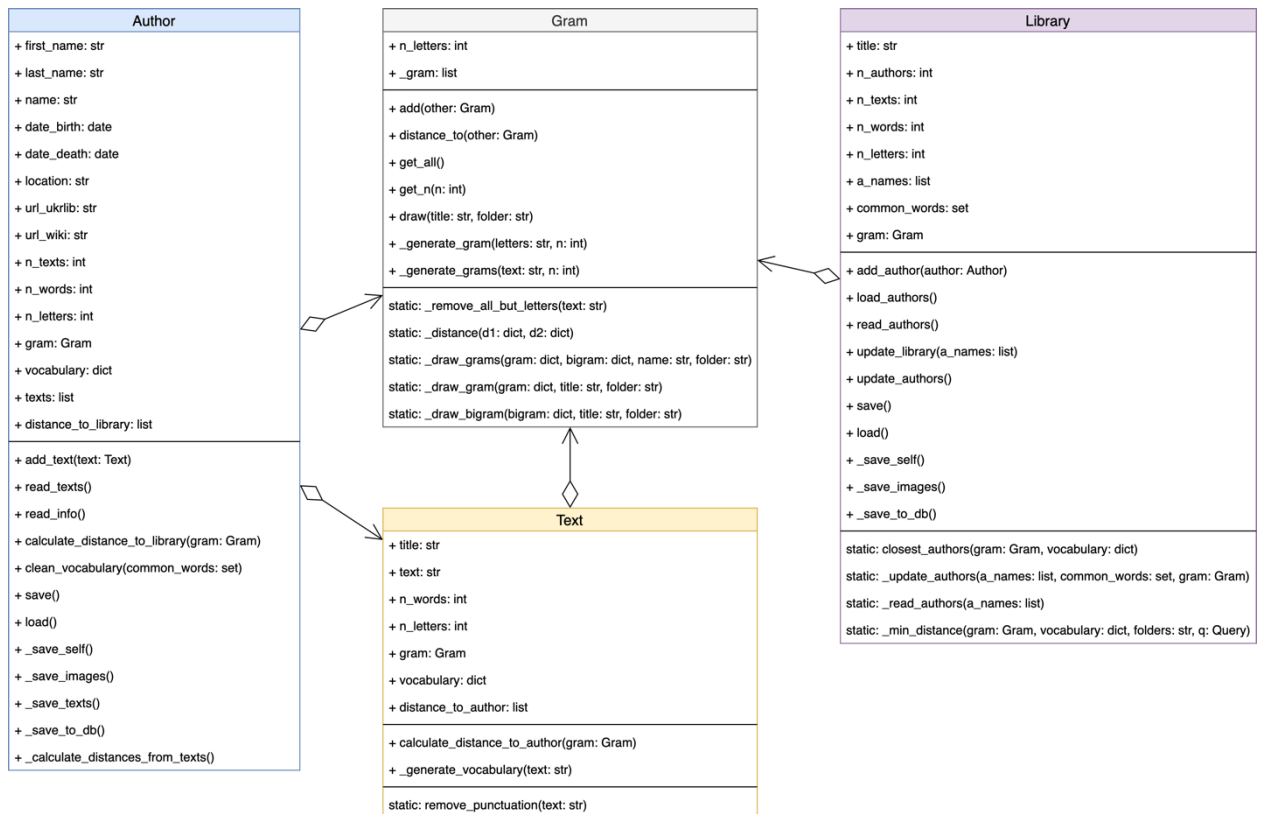 Author
+ first_name: str
+ last_name: str
+ name: str
+ date_birth: date
+ date_death: date
+ location: str
+ url_ukrlib: str
+ url_wiki: str
+ n_texts: int
+ n_words: int
+ n_letters: int
+ gram: Gram
+ vocabulary: dict
+ texts: list
+ distance_to_library: list
+ add_text(text: Text)
+ read_texts()
+ read_info()
+ calculate_distance_to_library(gram: Gram)
+ clean_vocabulary(common_words: set)
+ save()
+ load()
+ _save_self()
+ _save_images()
+ _save_texts()
+ _save_to_db()
+ _calculate_distances_from_texts()
Gram
+ n_letters: int
+ _gram: list
+ add(other: Gram)
+ distance_to(other: Gram)
+ get_all()
+ get_n(n: int)
+ draw(title: str, folder: str)
+ _generate_gram(letters: str, n: int)
+ _generate_grams(text: str, n: int)
static: _remove_all_but_letters(text: str)
static: _distance(d1: dict, d2: dict)
static: _draw_grams(gram: dict, bigram: dict, name: str, folder: str)
static: _draw_gram(gram: dict, title: str, folder: str)
static: _draw_bigram(bigram: dict, title: str, folder: str)
Text
+ title: str
+ text: str
+ n_words: int
+ n_letters: int
+ gram: Gram
+ vocabulary: dict
+ distance_to_author: list
+ calculate_distance_to_author(gram: Gram)
+ _generate_vocabulary(text: str)
static: remove_punctuation(text: str)
Library
+ title: str
+ n_authors: int
+ n_texts: int
+ n_words: int
+ n_letters: int
+ a_names: list
+ common_words: set
+ gram: Gram
+ add_author(author: Author)
+ load_authors()
+ read_authors()
+ update_library(a_names: list)
+ update_authors()
+ save()
+ load()
+ _save_self()
+ _save_images()
+ _save_to_db()
static: closest_authors(gram: Gram, vocabulary: dict)
static: _update_authors(a_names: list, common_words: set, gram: Gram)
static: _read_authors(a_names: list)
static: _min_distance(gram: Gram, vocabulary: dict, folders: str, q: Query)